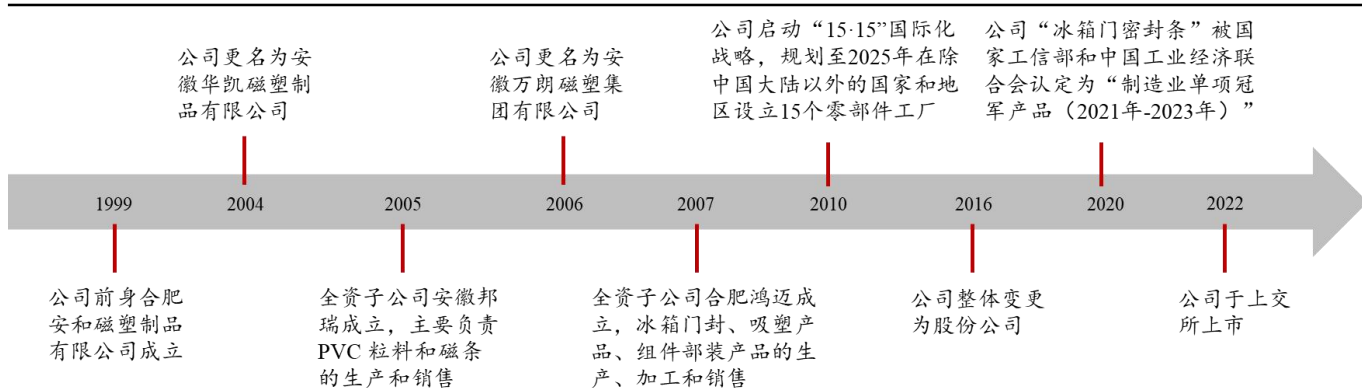 公司更名为安
徽华凯磁塑制
品有限公司
公司更名为安
徽万朗磁塑集
团有限公司
公司启动“15·15”国际化
战略，规划至2025年在除
中国大陆以外的国家和地
区设立15个零部件工厂
公司“冰箱门密封条”被国
家工信部和中国工业经济联
合会认定为“制造业单项冠
军产品（2021年-2023年）”
1999
2004
2005
2006
2007
2010
2016
2020
2022
公司前身合肥
安和磁塑制品
有限公司成立
全资子公司安徽邦
瑞成立，主要负责
PVC 粒料和磁条
的生产和销售
全资子公司合肥鸿迈成
立，冰箱门封、吸塑产
品、组件部装产品的生
产、加工和销售
公司整体变更
为股份公司
公司于上交
所上市